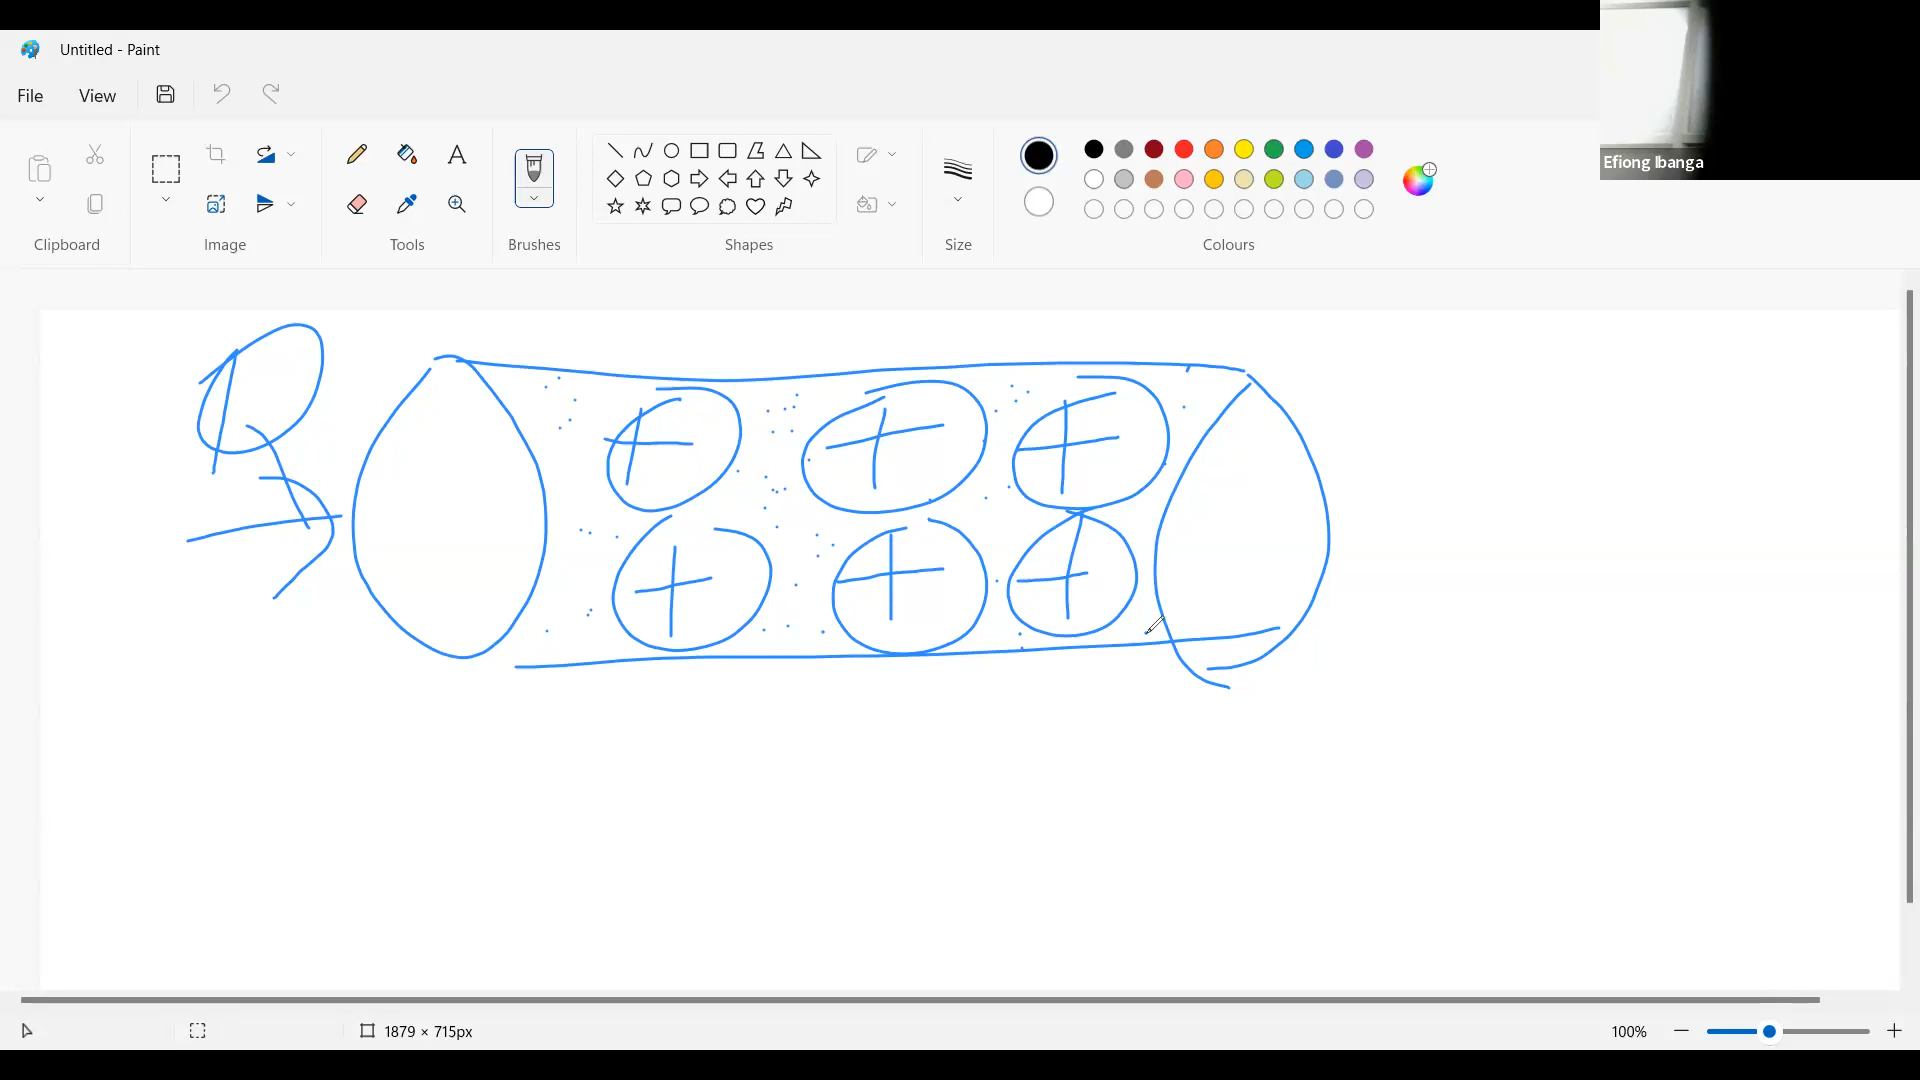 Untitled - Paint
File View
Clipboard Image Tools Brushes Shapes Size Colours
Efiong Ibanga
+ + +
+ + +
1879 × 715px
100%